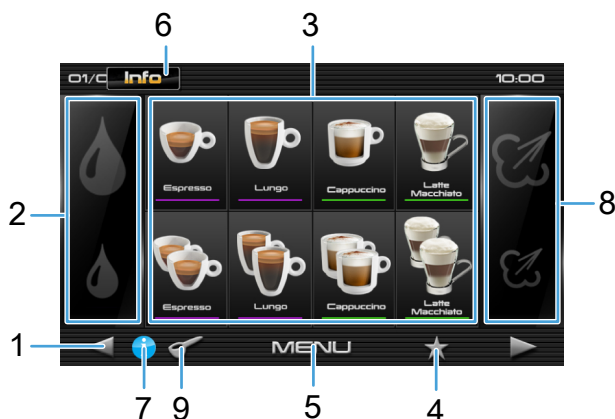 6
3
01/0
Info
10:00
Espresso
Lungo
Cappuccino
Latte
Macchiato
2
8
Espresso
Lungo
Cappuccino
Latte
Macchiato
1
MENU
7
9
5
4